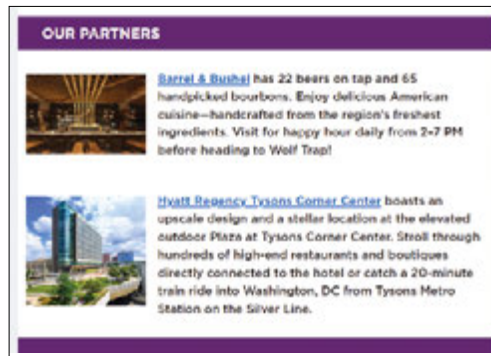 OUR PARTNERS
Barrel & Bushel has 22 beers on tap and 65
handpicked bourbons. Enjoy delicious American
cuisine—handcrafted from the region's freshest
ingredients. Visit for happy hour daily from 2-7 PM
before heading to Wolf Trap!
Hyatt Regency Tysons Corner Center boasts an
upscale design and a stellar location at the elevated
outdoor Plaza at Tysons Corner Center. Stroll through
hundreds of high-end restaurants and boutiques
directly connected to the hotel or catch a 20-minute
train ride into Washington, DC from Tysons Metro
Station on the Silver Line.